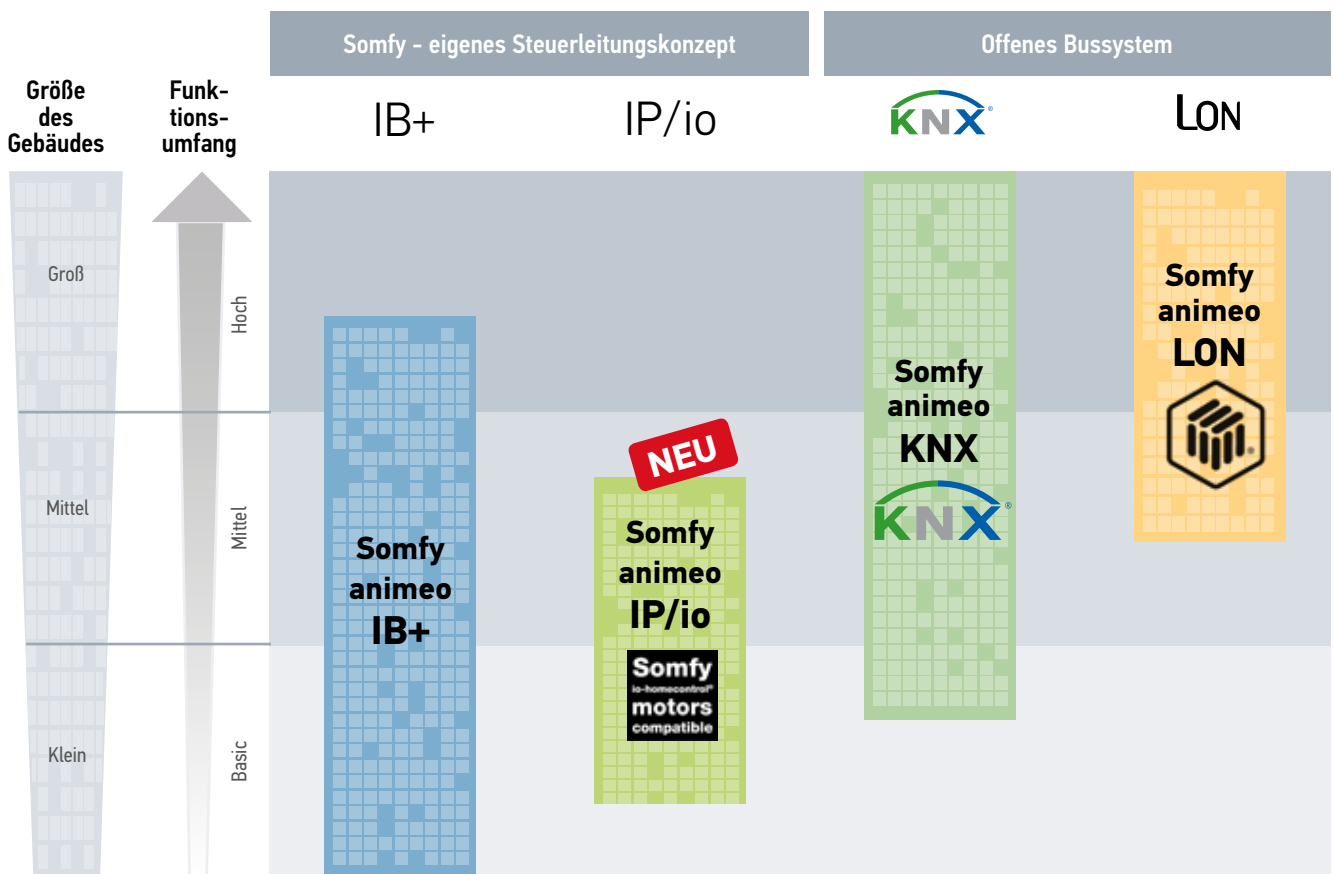 Somfy - eigenes Steuerleitungskonzept
Offenes Bussystem
Größe
des
Gebäudes
Funk-
tions-
umfang
IB+
IP/io
KNX®
LON
Groß
Mittel
Klein
Hoch
Mittel
Basic
Somfy
animeo
IB+
NEU
Somfy
animeo
IP/io
Somfy
io-homecontrol®
motors
compatible
Somfy
animeo
KNX
KNX®
Somfy
animeo
LON